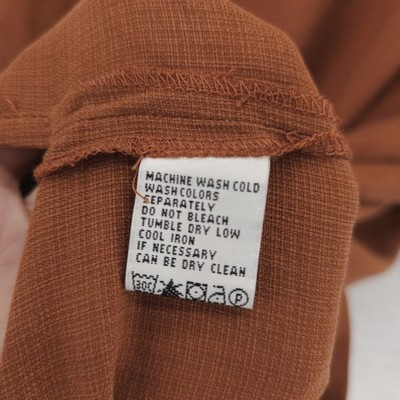 MACHINE WASH COLD
WASH COLORS
SEPARATELY
DO NOT BLEACH
TUMBLE DRY LOW
COOL IRON
IF NECESSARY
CAN BE DRY CLEAN
30C P